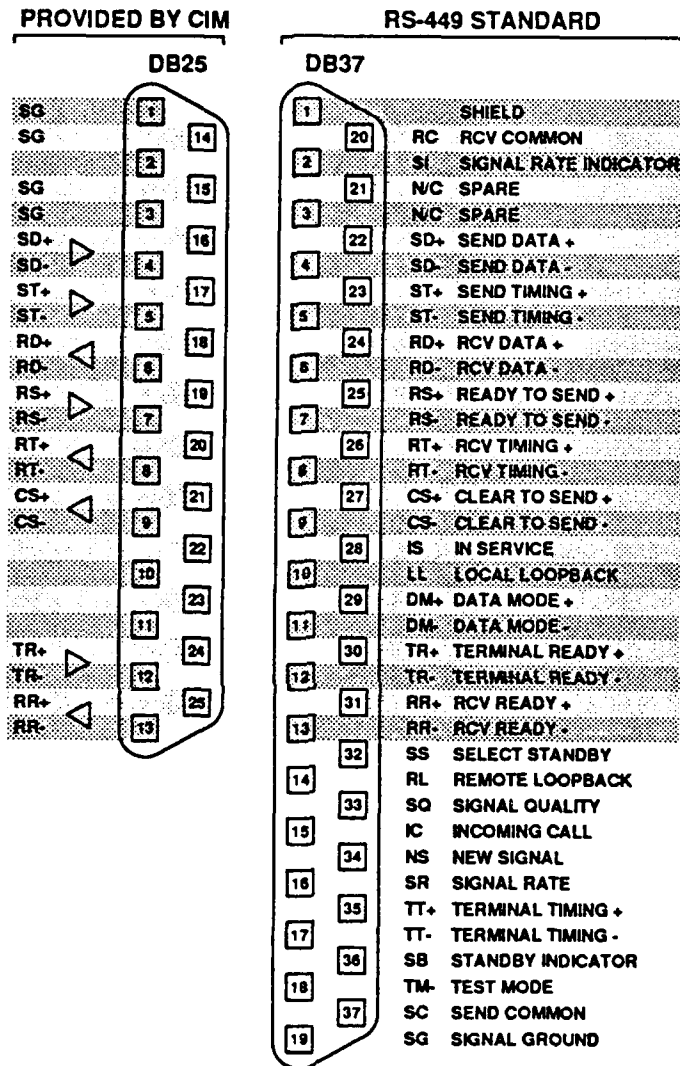 PROVIDED BY CIM RS-449 STANDARD
DB25 DB37
SG 1 1 SHIELD
SG 14 20 RC RCV COMMON
2 2 SI SIGNAL RATE INDICATOR
SG 15 21 N/C SPARE
SG 3 3 N/C SPARE
SD+ 16 22 SD+ SEND DATA +
SD- 4 4 SD- SEND DATA -
ST+ 17 23 ST+ SEND TIMING +
ST- 5 5 ST- SEND TIMING -
RD+ 18 24 RD+ RCV DATA +
RD- 6 6 RD- RCV DATA -
RS+ 19 25 RS+ READY TO SEND +
RS- 7 7 RS- READY TO SEND -
RT+ 20 26 RT+ RCV TIMING +
RT- 8 8 RT- RCV TIMING -
CS+ 21 27 CS+ CLEAR TO SEND +
CS- 9 9 CS- CLEAR TO SEND -
22 28 IS IN SERVICE
10 10 LL LOCAL LOOPBACK
23 29 DM+ DATA MODE +
11 11 DM- DATA MODE -
TR+ 24 30 TR+ TERMINAL READY +
TR- 12 12 TR- TERMINAL READY -
RR+ 25 31 RR+ RCV READY +
RR- 13 13 RR- RCV READY -
32 SS SELECT STANDBY
14 RL REMOTE LOOPBACK
33 SQ SIGNAL QUALITY
15 IC INCOMING CALL
34 NS NEW SIGNAL
16 SR SIGNAL RATE
35 TT+ TERMINAL TIMING +
17 TT- TERMINAL TIMING -
36 SB STANDBY INDICATOR
18 TM- TEST MODE
37 SC SEND COMMON
19 SG SIGNAL GROUND